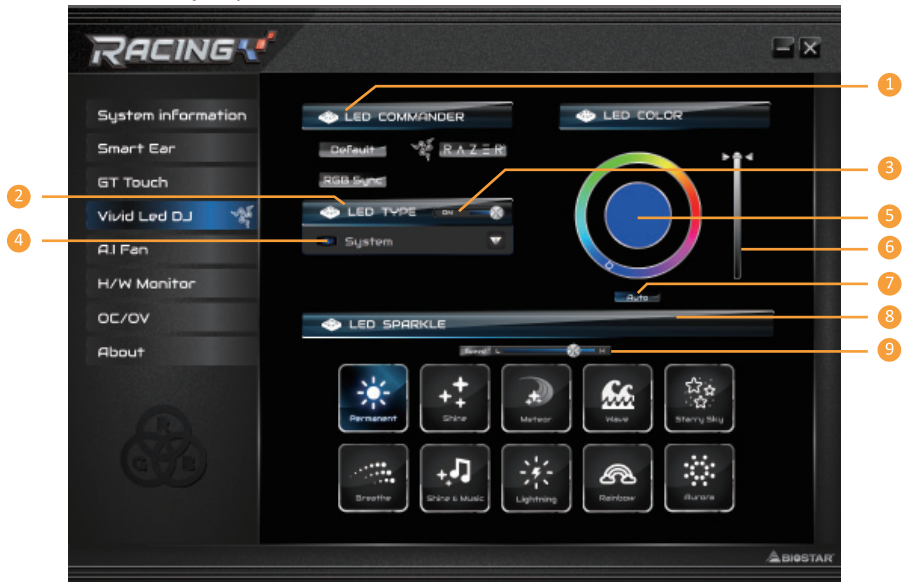 RACING
1
System information
LED COMMANDER
LED COLOR
Smart Ear
Default
RAZER
3
GT Touch
RGB Sync
2
LED TYPE
ON
Vivid Led DJ
5
4
System
6
A.I Fan
H/W Monitor
7
Auto
OC/OV
LED SPARKLE
8
About
Speed
L
H
9
Permanent
Shine
Meteor
Wave
Starry Sky
R
G
B
Breathe
Shine & Music
Lightning
Rainbow
Aurora
BIOSTAR